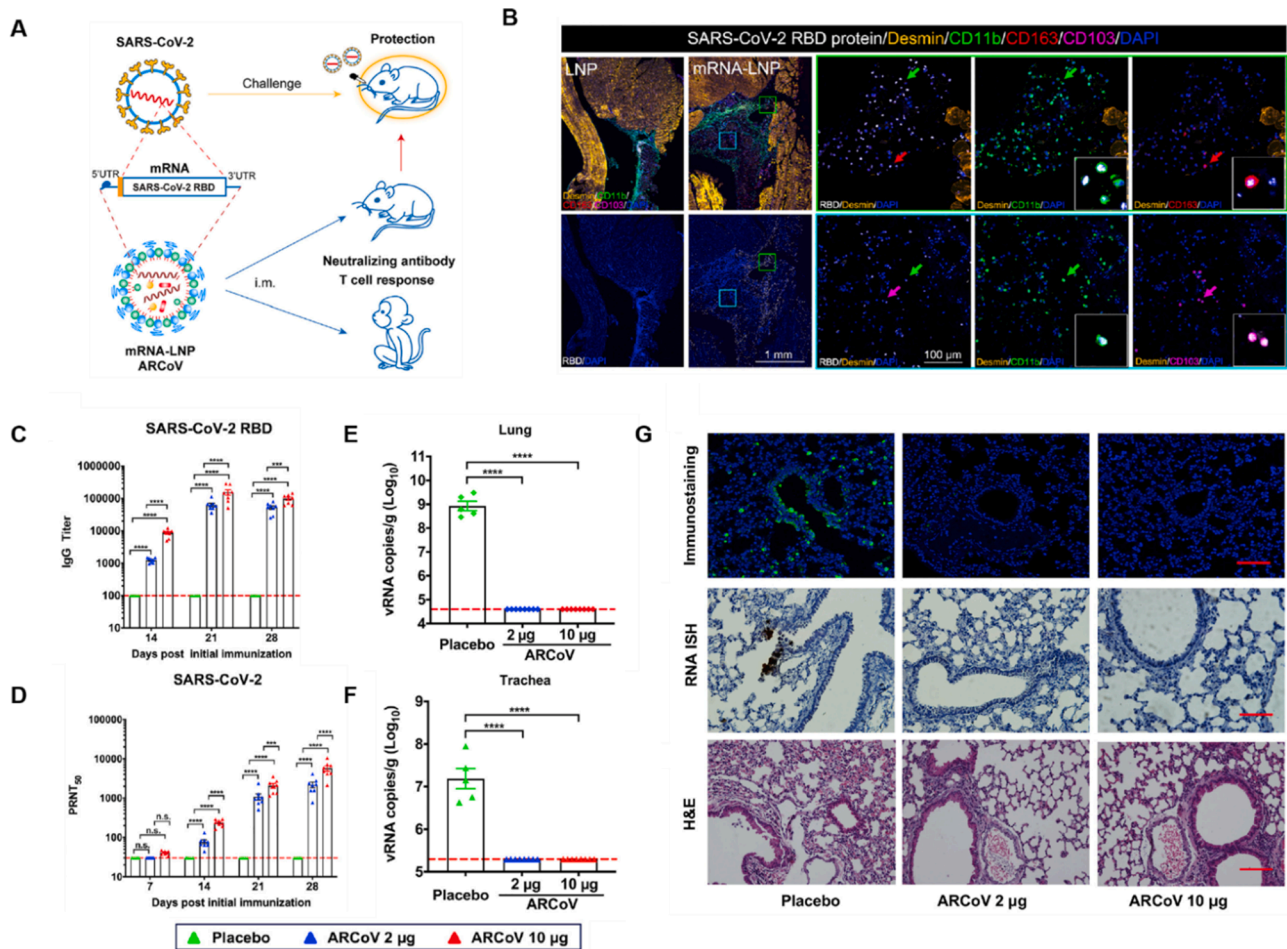 A
SARS-CoV-2
Protection
Challenge
mRNA
5'UTR
SARS-CoV-2 RBD
3'UTR
i.m.
Neutralizing antibody
T cell response
mRNA-LNP
ARCoV
B
SARS-CoV-2 RBD protein/Desmin/CD11b/CD163/CD103/DAPI
LNP
mRNA-LNP
Desmin/CD11b/
CD163/CD103/DAPI
RBD/Desmin/DAPI
Desmin/CD11b/DAPI
Desmin/CD163/DAPI
RBD/DAPI
1 mm
RBD/Desmin/DAPI
100 µm
Desmin/CD11b/DAPI
Desmin/CD103/DAPI
C
SARS-CoV-2 RBD
IgG Titer
1000000
100000
10000
1000
100
10
**** **** ****
**** **** ****
**** **** ***
14 21 28
Days post initial immunization
D
SARS-CoV-2
PRNT50
100000
10000
1000
100
10
n.s. n.s. n.s.
**** **** ****
**** **** ***
**** **** ****
7 14 21 28
Days post initial immunization
E
Lung
vRNA copies/g (Log10)
11
10
9
8
7
6
5
4
****
****
Placebo
2 µg 10 µg
ARCoV
F
Trachea
vRNA copies/g (Log10)
9
8
7
6
5
****
****
Placebo
2 µg 10 µg
ARCoV
Placebo ARCoV 2 µg ARCoV 10 µg
G
Immunostaining
RNA ISH
H&E
Placebo
ARCoV 2 µg
ARCoV 10 µg